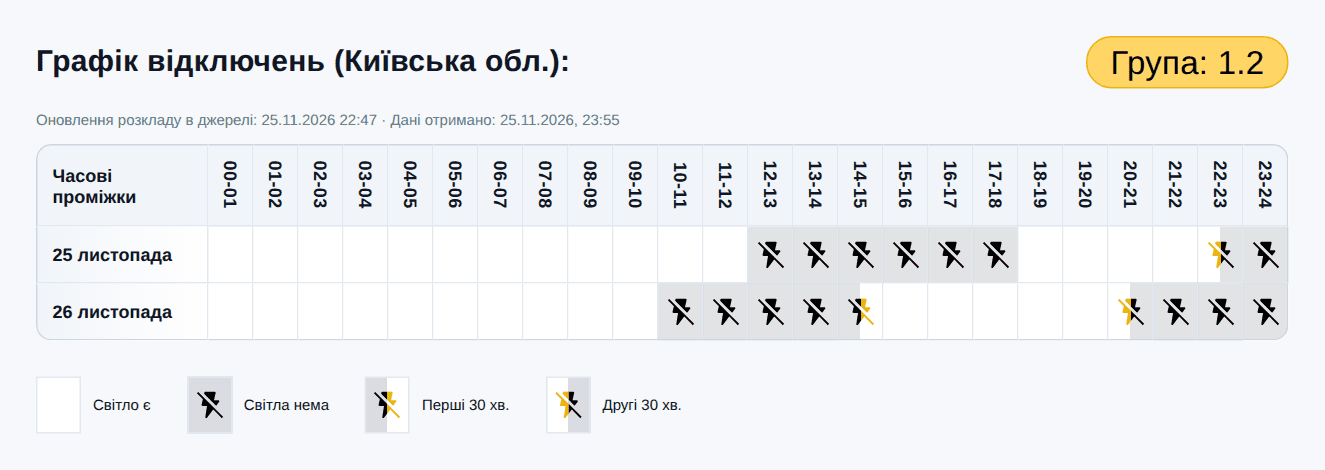 Графік відключень (Київська обл.):
Група: 1.2
Оновлення розкладу в джерелі: 25.11.2026 22:47 · Дані отримано: 25.11.2026, 23:55
Часові
проміжки
00-01
01-02
02-03
03-04
04-05
05-06
06-07
07-08
08-09
09-10
10-11
11-12
12-13
13-14
14-15
15-16
16-17
17-18
18-19
19-20
20-21
21-22
22-23
23-24
25 листопада
26 листопада
Світло є
Світла нема
Перші 30 хв.
Другі 30 хв.